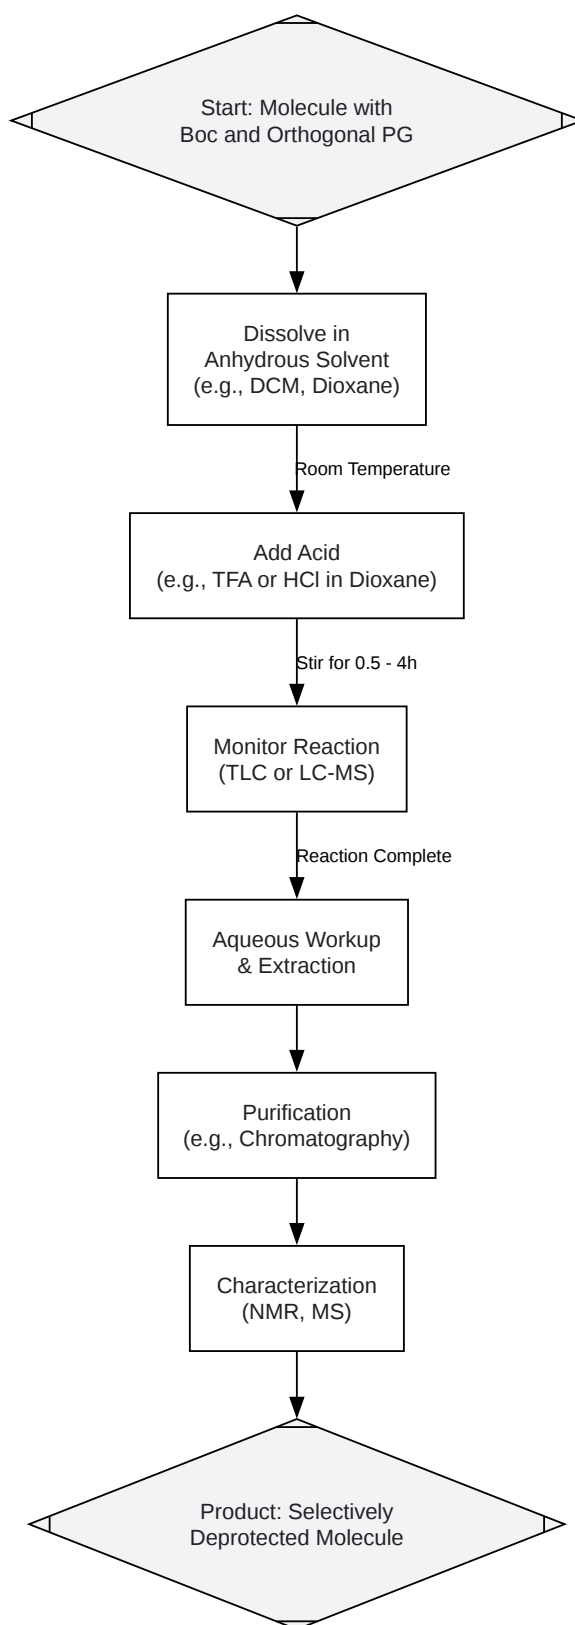 Start: Molecule with
Boc and Orthogonal PG
Dissolve in
Anhydrous Solvent
(e.g., DCM, Dioxane)
Room Temperature
Add Acid
(e.g., TFA or HCl in Dioxane)
Stir for 0.5 - 4h
Monitor Reaction
(TLC or LC-MS)
Reaction Complete
Aqueous Workup
& Extraction
Purification
(e.g., Chromatography)
Characterization
(NMR, MS)
Product: Selectively
Deprotected Molecule